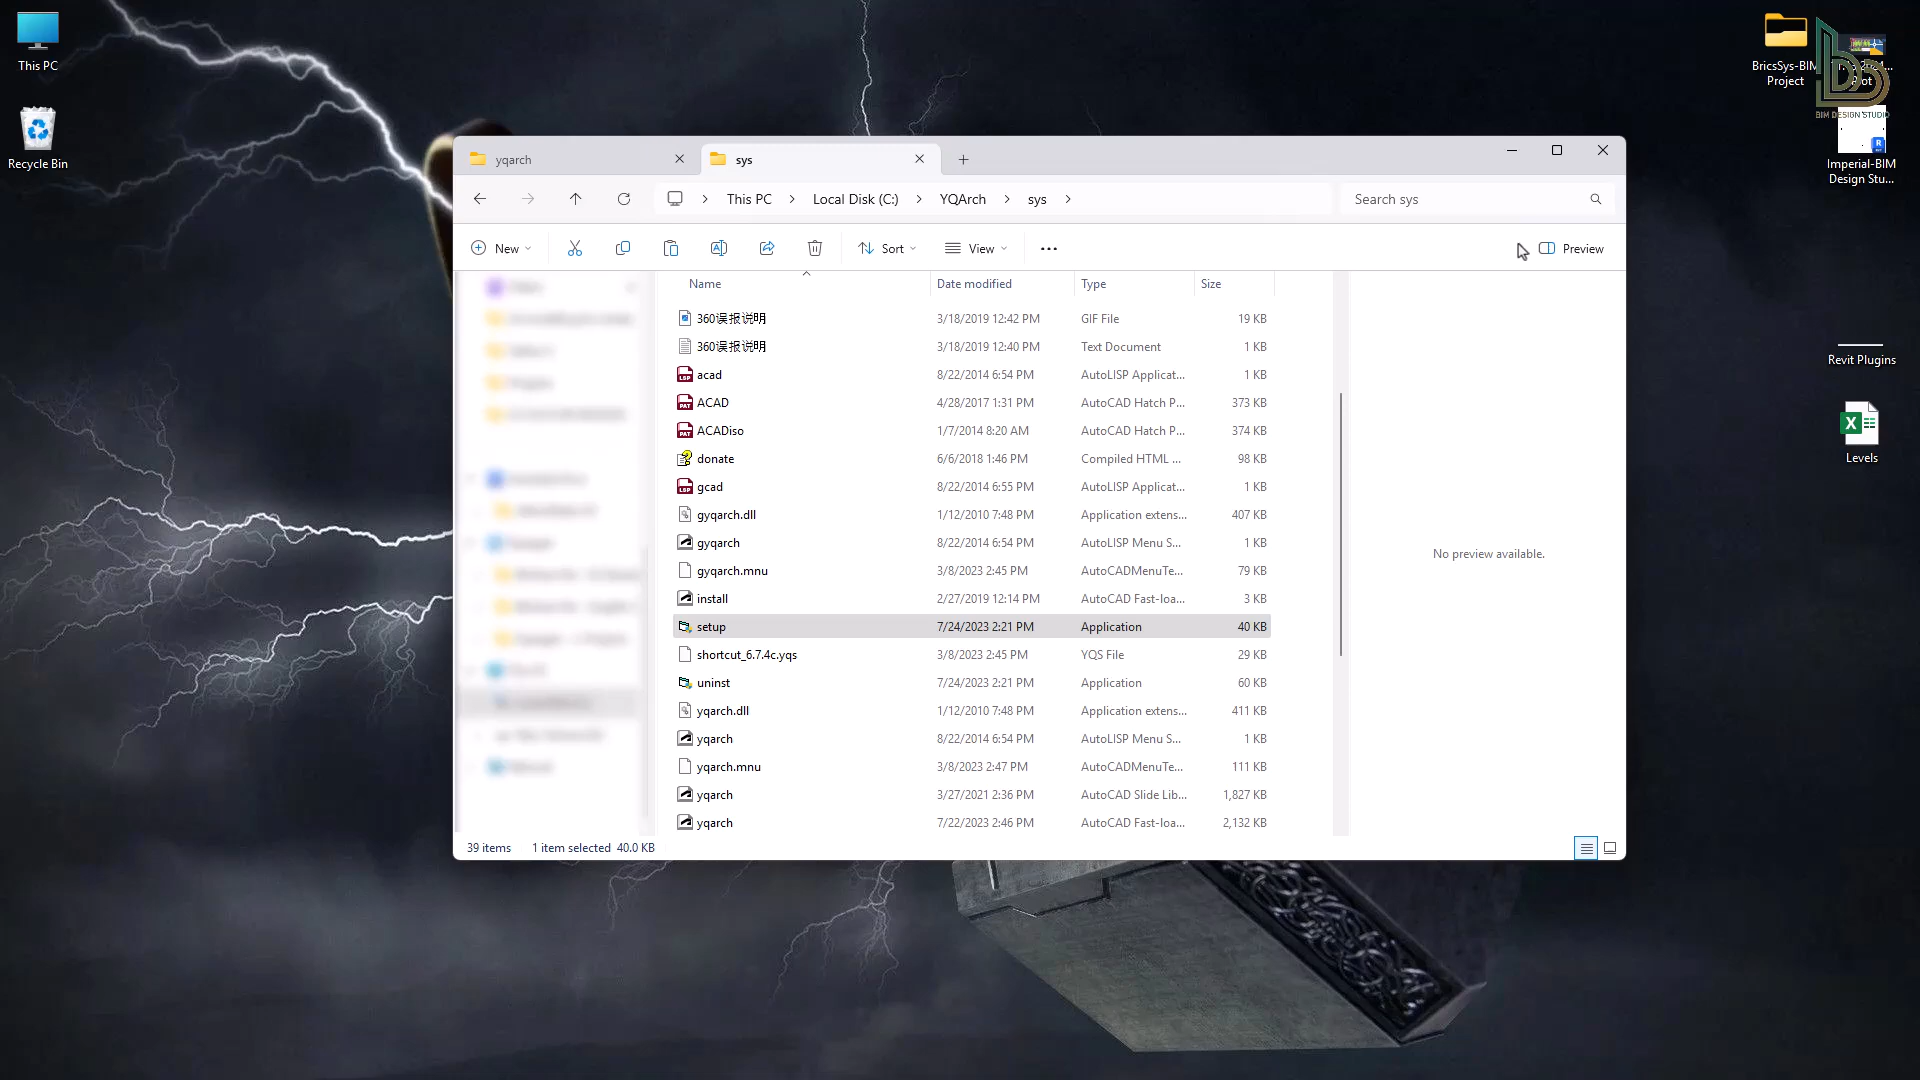 This PC
Recycle Bin
BricsSys-BIM
Project
BIM DESIGN STUDIO
Imperial-BIM
Design Stu...
Revit Plugins
Levels
yqarch
sys
This PC
Local Disk (C:)
YQArch
sys
Search sys
New
Sort
View
Preview
Name Date modified Type Size
360误报说明 3/18/2019 12:42 PM GIF File 19 KB
360误报说明 3/18/2019 12:40 PM Text Document 1 KB
acad 8/22/2014 6:54 PM AutoLISP Applicat... 1 KB
ACAD 4/28/2017 1:31 PM AutoCAD Hatch P... 373 KB
ACADiso 1/7/2014 8:20 AM AutoCAD Hatch P... 374 KB
donate 6/6/2018 1:46 PM Compiled HTML ... 98 KB
gcad 8/22/2014 6:55 PM AutoLISP Applicat... 1 KB
gyqarch.dll 1/12/2010 7:48 PM Application extens... 407 KB
gyqarch 8/22/2014 6:54 PM AutoLISP Menu S... 1 KB
gyqarch.mnu 3/8/2023 2:45 PM AutoCADMenuTe... 79 KB
install 2/27/2019 12:14 PM AutoCAD Fast-loa... 3 KB
setup 7/24/2023 2:21 PM Application 40 KB
shortcut_6.7.4c.yqs 3/8/2023 2:45 PM YQS File 29 KB
uninst 7/24/2023 2:21 PM Application 60 KB
yqarch.dll 1/12/2010 7:48 PM Application extens... 411 KB
yqarch 8/22/2014 6:54 PM AutoLISP Menu S... 1 KB
yqarch.mnu 3/8/2023 2:47 PM AutoCADMenuTe... 111 KB
yqarch 3/27/2021 2:36 PM AutoCAD Slide Lib... 1,827 KB
yqarch 7/22/2023 2:46 PM AutoCAD Fast-loa... 2,132 KB
No preview available.
39 items 1 item selected 40.0 KB